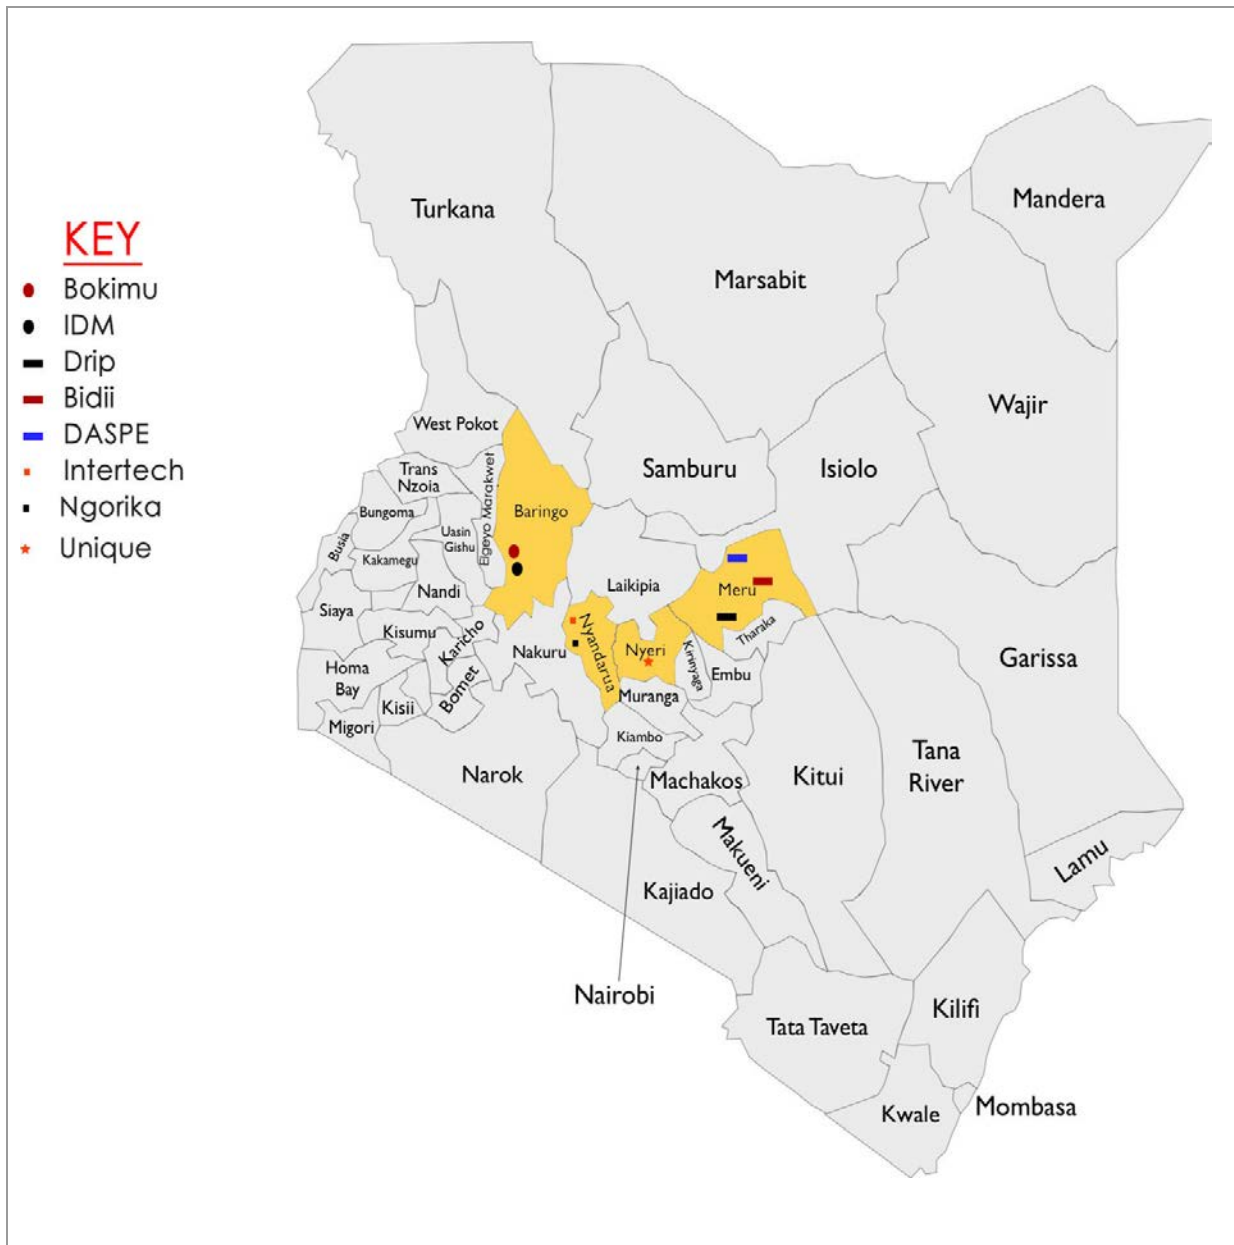 KEY
Bokimu
IDM
Drip
Bidii
DASPE
Intertech
Ngorika
Unique
Turkana
Mandera
Marsabit
Wajir
West Pokot
Samburu
Isiolo
Trans
Nzoia
Elgeyo Marakwet
Baringo
Bungoma
Uasin
Gishu
Busia
Kakamegu
Nandi
Laikipia
Meru
Siaya
Kisumu
Karicho
Nakuru
Nyandarua
Nyeri
Kirinyaga
Tharaka
Garissa
Homa
Bay
Kisii
Bomet
Muranga
Embu
Migori
Kiambo
Narok
Machakos
Kitui
Tana
River
Makueni
Lamu
Kajiado
Nairobi
Tata Taveta
Kilifi
Kwale
Mombasa